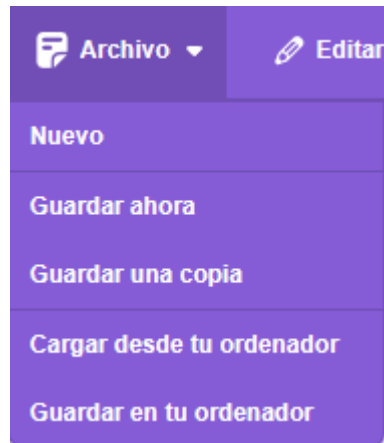 Archivo Editar
Nuevo
Guardar ahora
Guardar una copia
Cargar desde tu ordenador
Guardar en tu ordenador